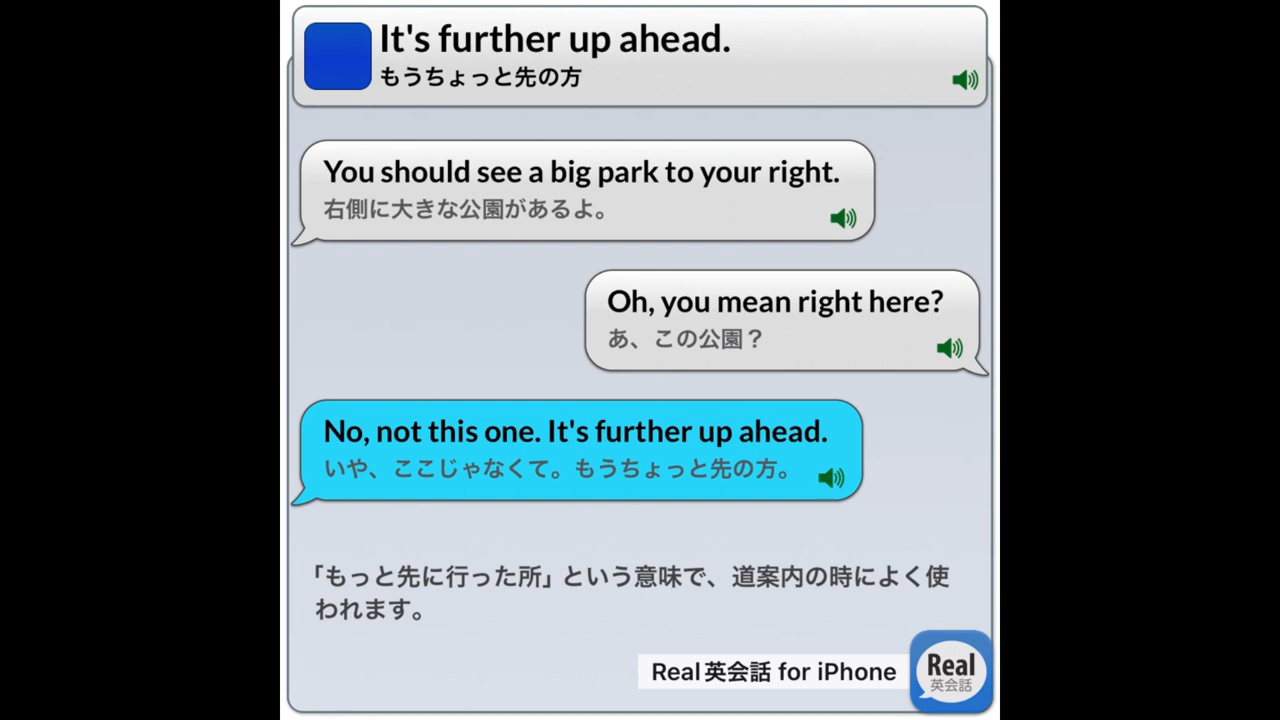 It's further up ahead.
もうちょっと先の方
You should see a big park to your right.
右側に大きな公園があるよ。
Oh, you mean right here?
あ、この公園？
No, not this one. It's further up ahead.
いや、ここじゃなくて。もうちょっと先の方。
「もっと先に行った所」という意味で、道案内の時によく使
われます。
Real英会話 for iPhone
Real
英会話